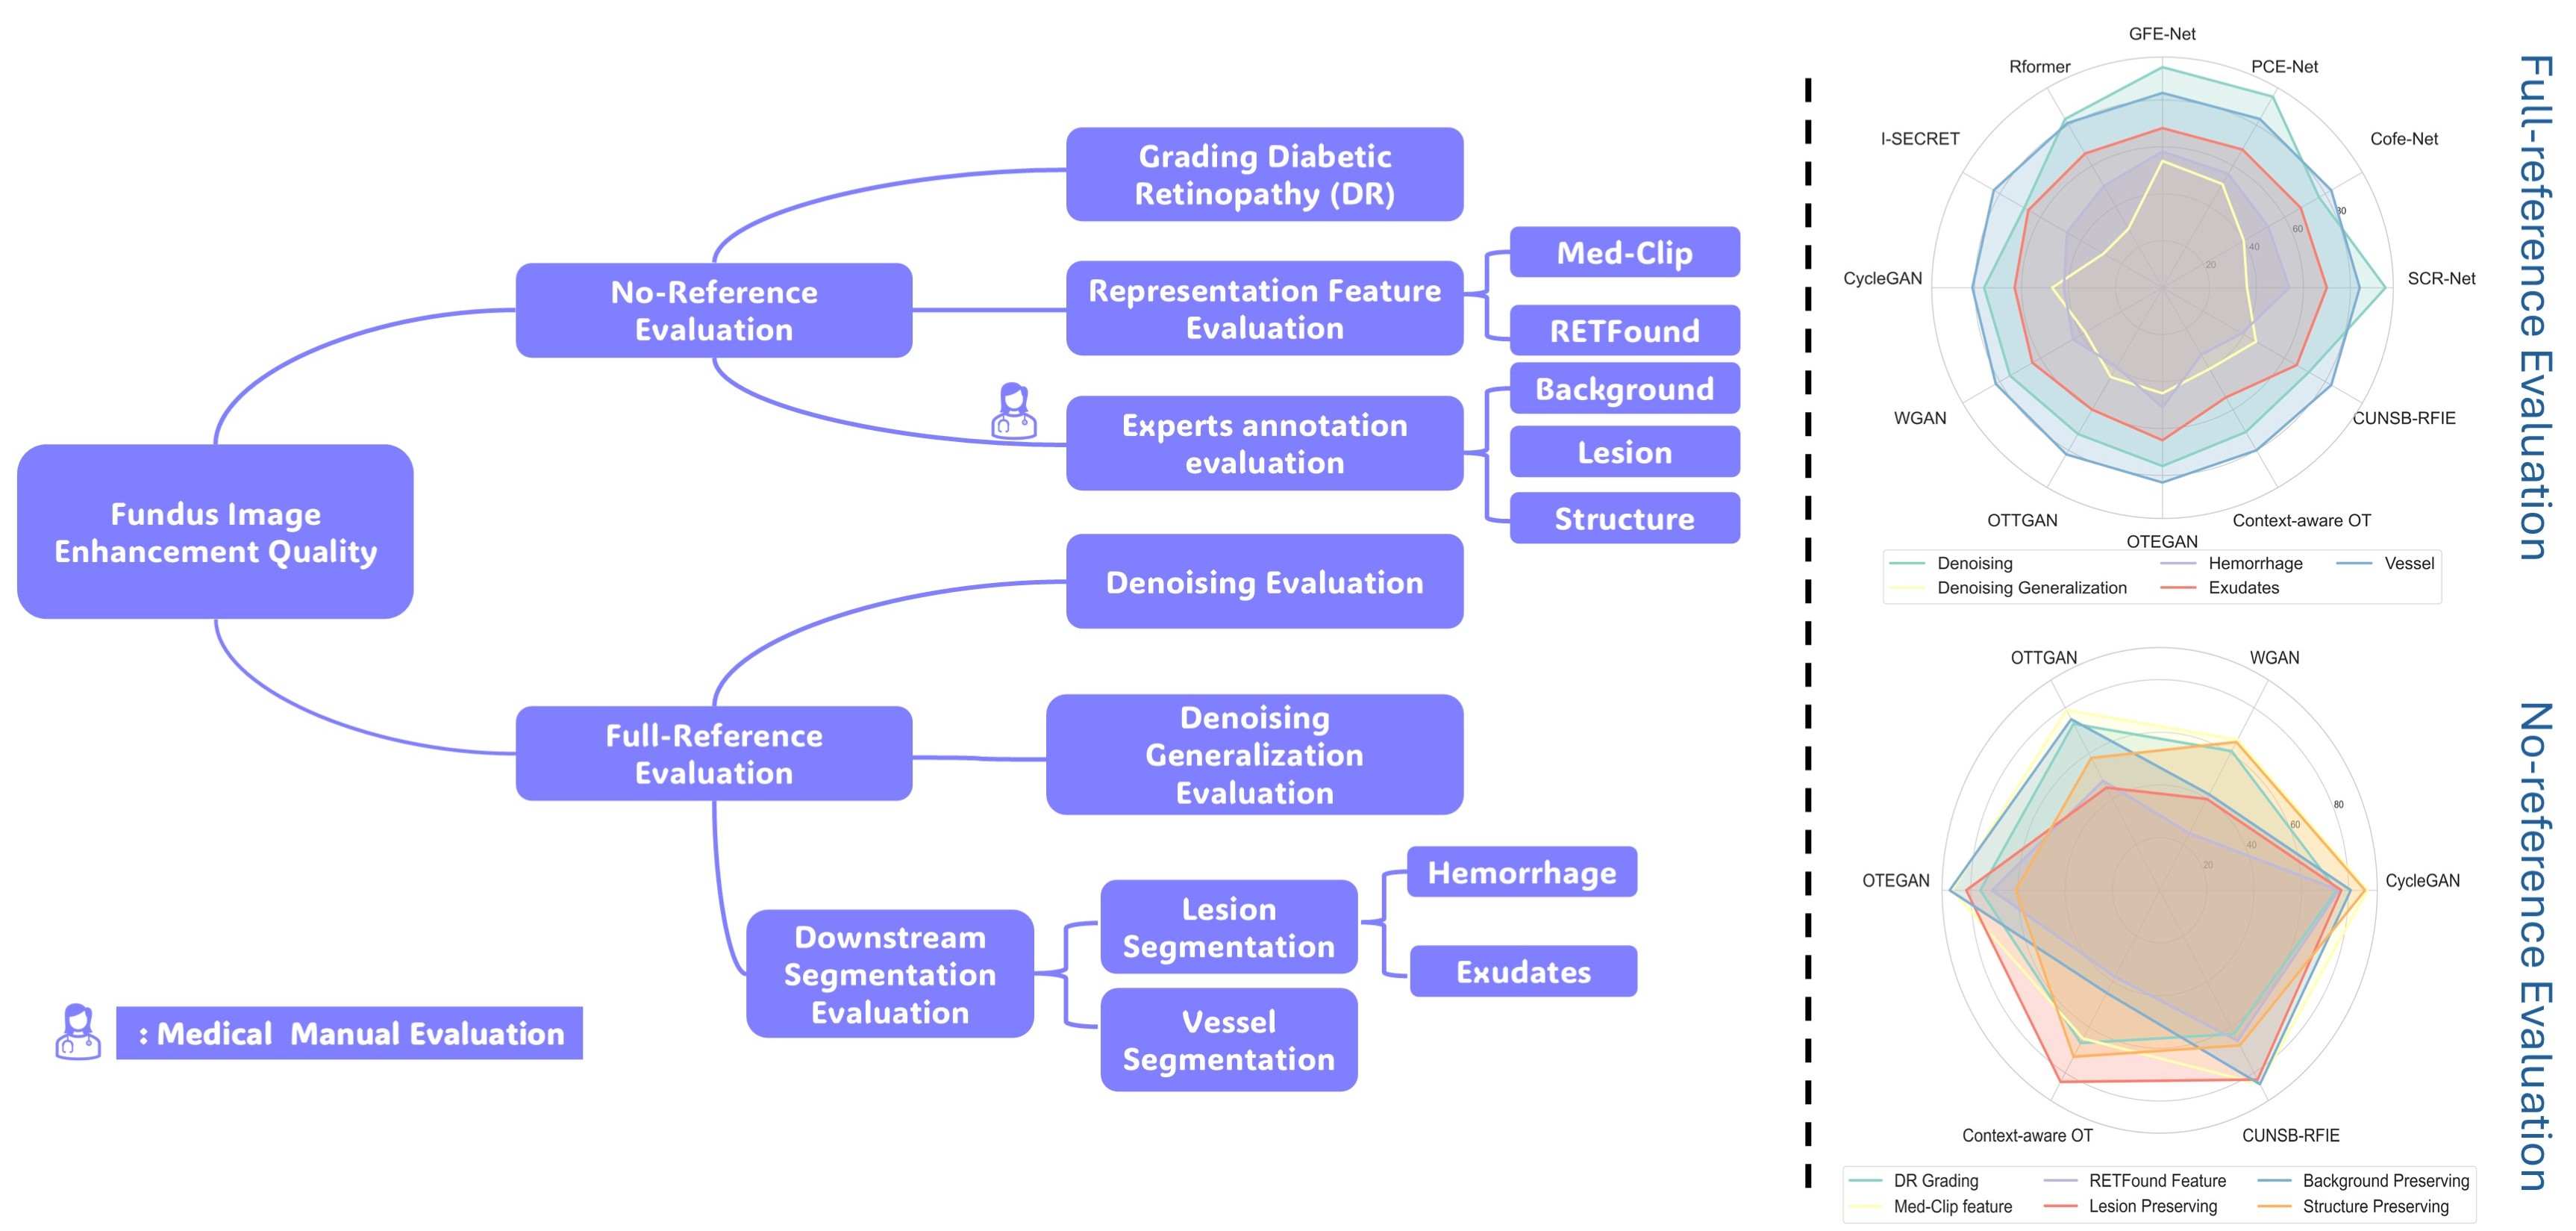 Fundus Image
Enhancement Quality
No-Reference
Evaluation
Grading Diabetic
Retinopathy (DR)
Representation Feature
Evaluation
Med-Clip
RETFound
Experts annotation
evaluation
Background
Lesion
Structure
Full-Reference
Evaluation
Denoising Evaluation
Denoising
Generalization
Evaluation
Downstream
Segmentation
Evaluation
Lesion
Segmentation
Hemorrhage
Exudates
Vessel
Segmentation
: Medical Manual Evaluation
GFE-Net
Rformer
PCE-Net
I-SECRET
Cofe-Net
CycleGAN
SCR-Net
WGAN
CUNSB-RFIE
OTTGAN
Context-aware OT
OTEGAN
20
40
60
80
Denoising
Hemorrhage
Vessel
Denoising Generalization
Exudates
Full-reference Evaluation
OTTGAN
WGAN
OTEGAN
CycleGAN
Context-aware OT
CUNSB-RFIE
20
40
60
80
DR Grading
RETFound Feature
Background Preserving
Med-Clip feature
Lesion Preserving
Structure Preserving
No-reference Evaluation